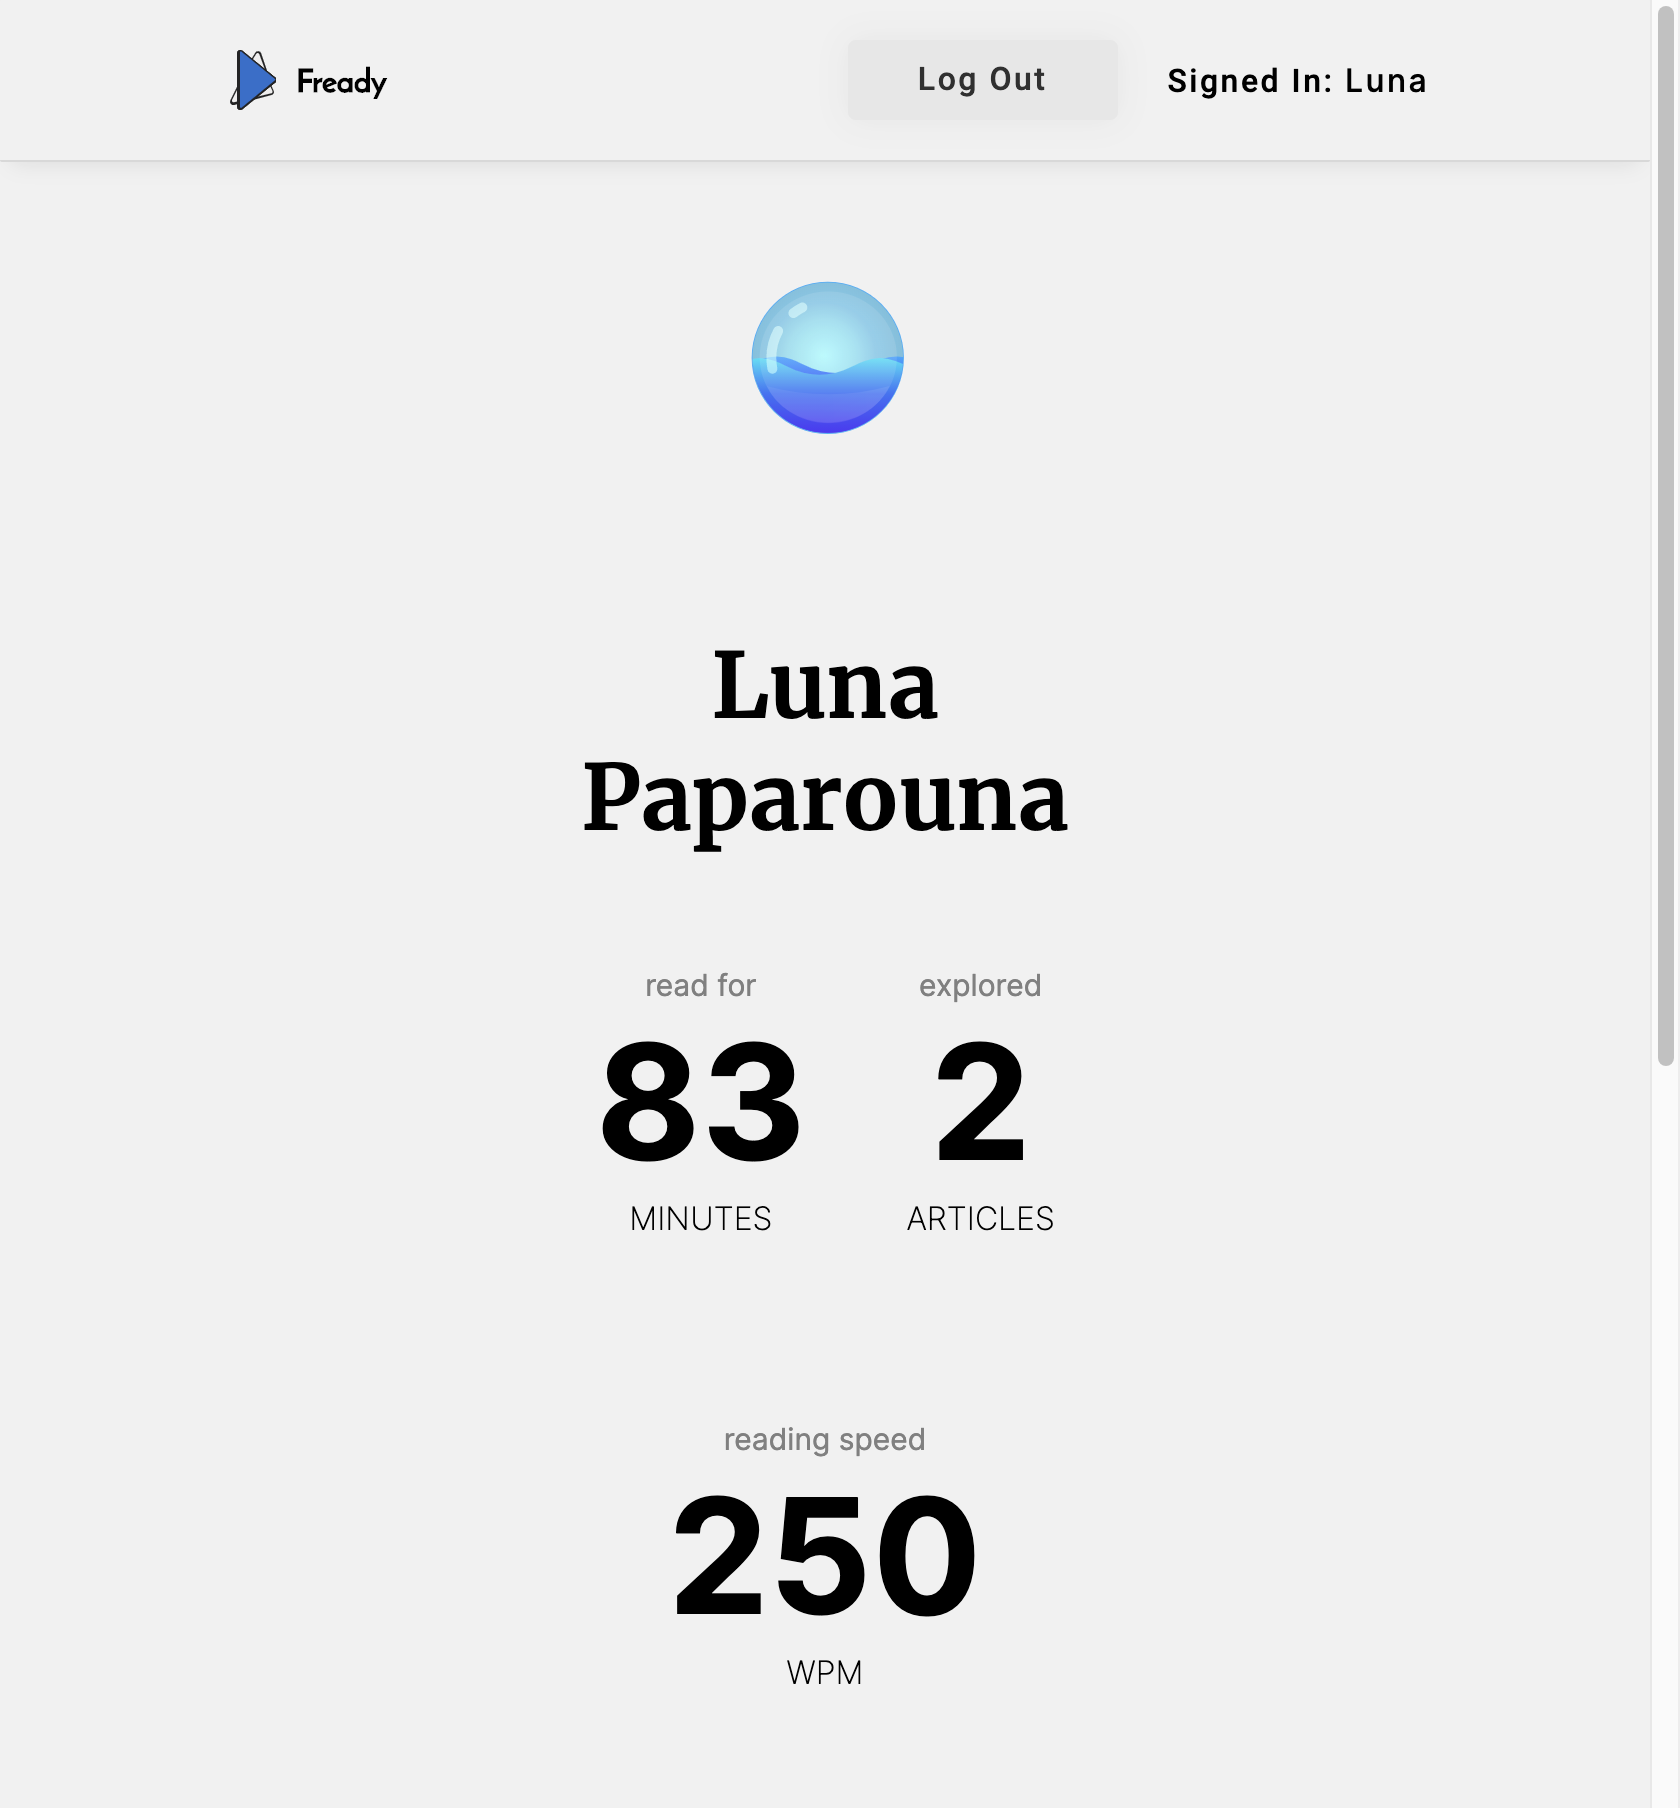 Fready
Log Out
Signed In: Luna
Luna
Paparouna
read for
83
MINUTES
explored
2
ARTICLES
reading speed
250
WPM